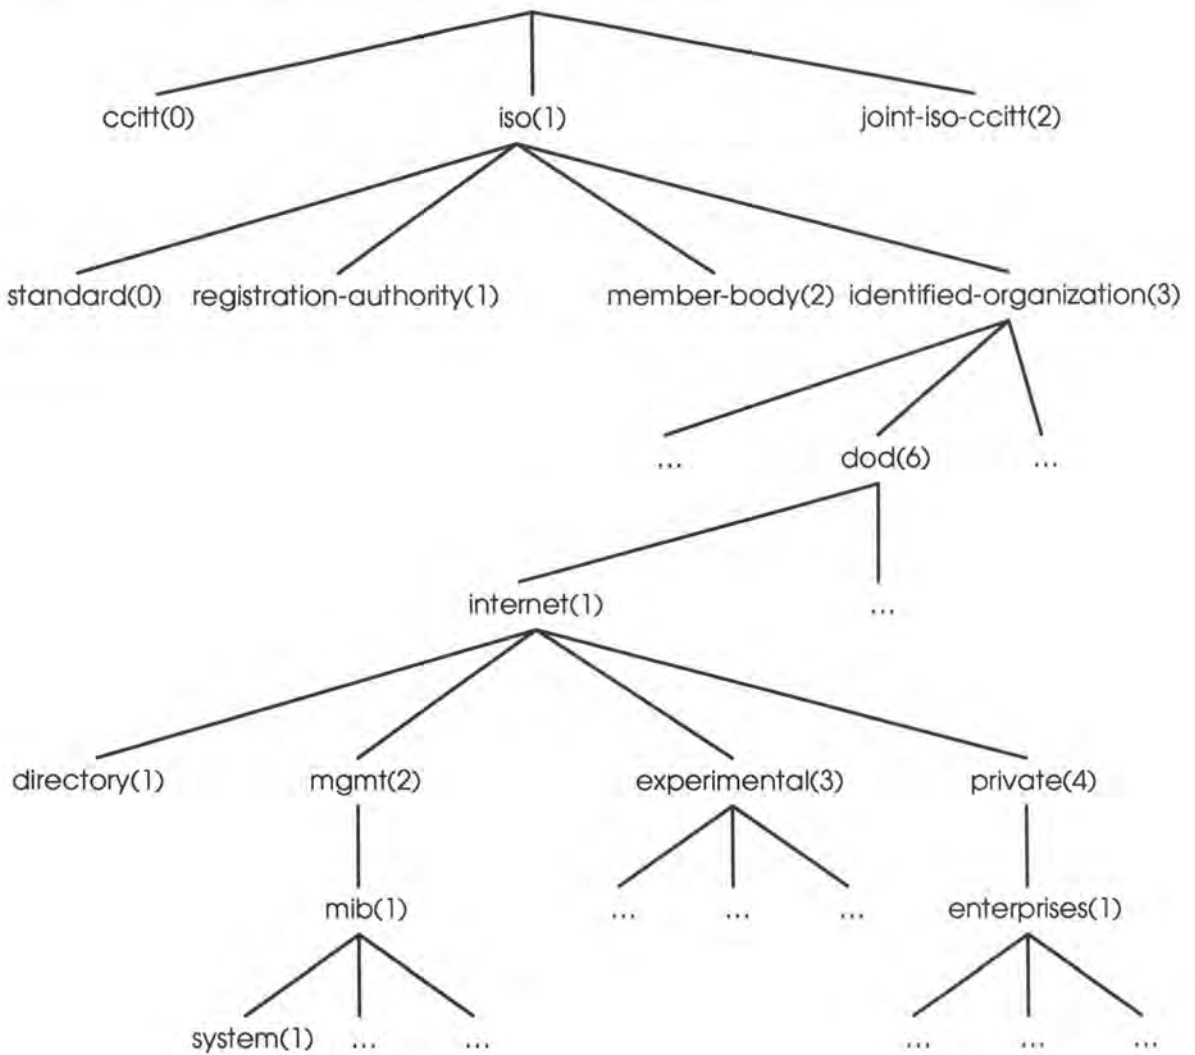 ccitt(0) iso(1) joint-iso-ccitt(2)
standard(0) registration-authority(1) member-body(2) identified-organization(3)
... dod(6) ...
internet(1) ...
directory(1) mgmt(2) experimental(3) private(4)
mib(1) ... ... ... enterprises(1)
system(1) ... ... ... ... ...